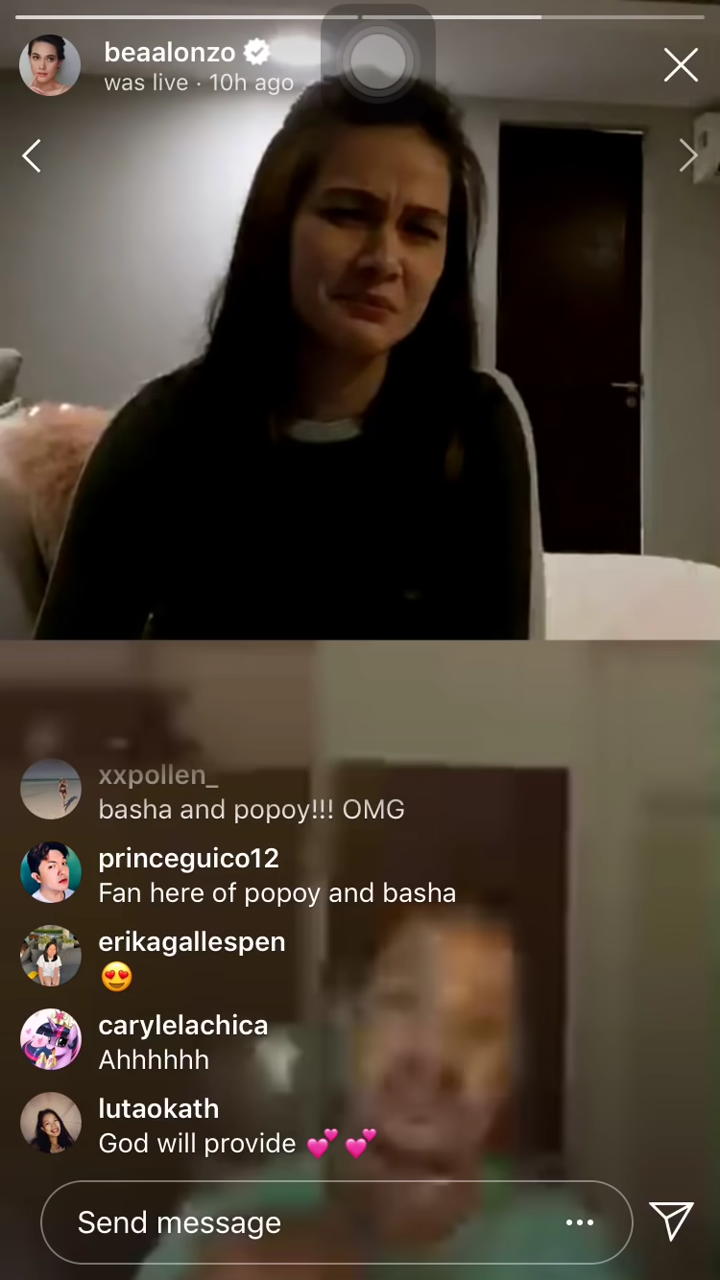 beaalonzo
was live · 10h ago
xxpollen_
basha and popoy!!! OMG
princeguico12
Fan here of popoy and basha
erikagallespen
😍
carylelachica
Ahhhhhh
lutaokath
God will provide 💕 💕
Send message